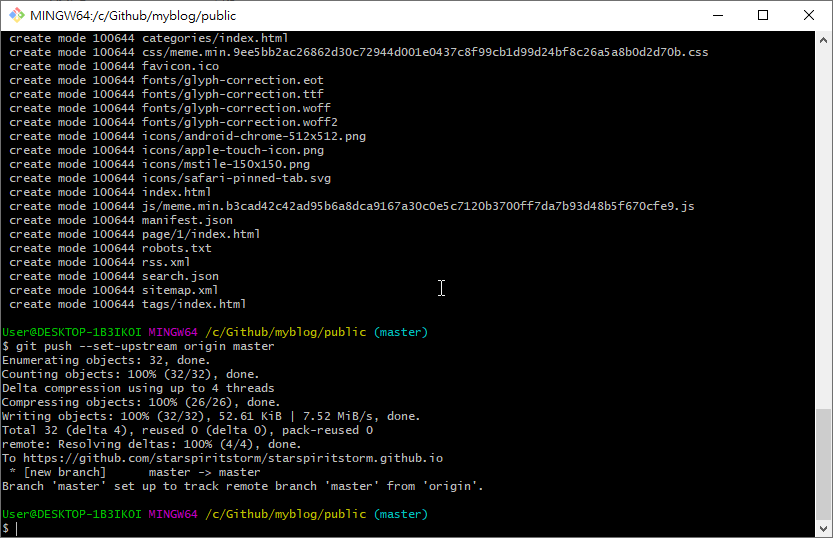 MINGW64:/c/Github/myblog/public
create mode 100644 categories/index.html
create mode 100644 css/meme.min.9ee5bb2ac26862d30c72944d001e0437c8f99cb1d99d24bf8c26a5a8b0d2d70b.css
create mode 100644 favicon.ico
create mode 100644 fonts/glyph-correction.eot
create mode 100644 fonts/glyph-correction.ttf
create mode 100644 fonts/glyph-correction.woff
create mode 100644 fonts/glyph-correction.woff2
create mode 100644 icons/android-chrome-512x512.png
create mode 100644 icons/apple-touch-icon.png
create mode 100644 icons/mstile-150x150.png
create mode 100644 icons/safari-pinned-tab.svg
create mode 100644 index.html
create mode 100644 js/meme.min.b3cad42c42ad95b6a8dca9167a30c0e5c7120b3700ff7da7b93d48b5f670cfe9.js
create mode 100644 manifest.json
create mode 100644 page/1/index.html
create mode 100644 robots.txt
create mode 100644 rss.xml
create mode 100644 search.json
create mode 100644 sitemap.xml
create mode 100644 tags/index.html
User@DESKTOP-1B3IKOI MINGW64 /c/Github/myblog/public (master)
$ git push --set-upstream origin master
Enumerating objects: 32, done.
Counting objects: 100% (32/32), done.
Delta compression using up to 4 threads
Compressing objects: 100% (26/26), done.
Writing objects: 100% (32/32), 52.61 KiB | 7.52 MiB/s, done.
Total 32 (delta 4), reused 0 (delta 0), pack-reused 0
remote: Resolving deltas: 100% (4/4), done.
To https://github.com/starspiritstorm/starspiritstorm.github.io
* [new branch] master -> master
Branch 'master' set up to track remote branch 'master' from 'origin'.
User@DESKTOP-1B3IKOI MINGW64 /c/Github/myblog/public (master)
$